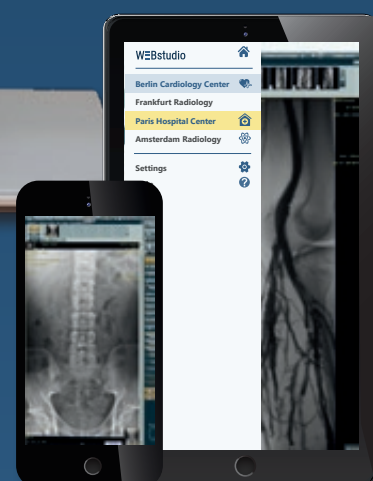 WEBstudio
Berlin Cardiology Center
Frankfurt Radiology
Paris Hospital Center
Amsterdam Radiology
Settings
?